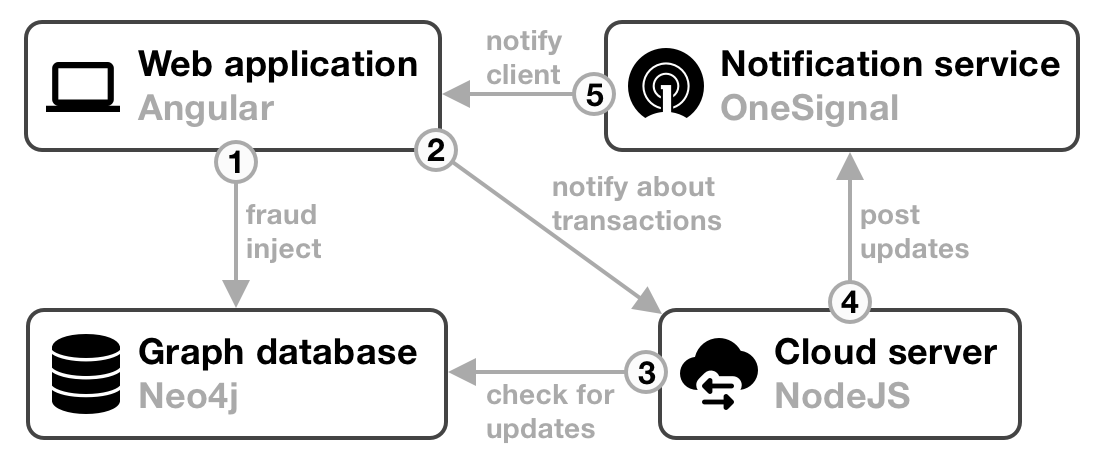 Web application
Angular
notify
client
5
Notification service
OneSignal
1
2
fraud
inject
notify about
transactions
post
updates
4
Graph database
Neo4j
3
check for
updates
Cloud server
NodeJS